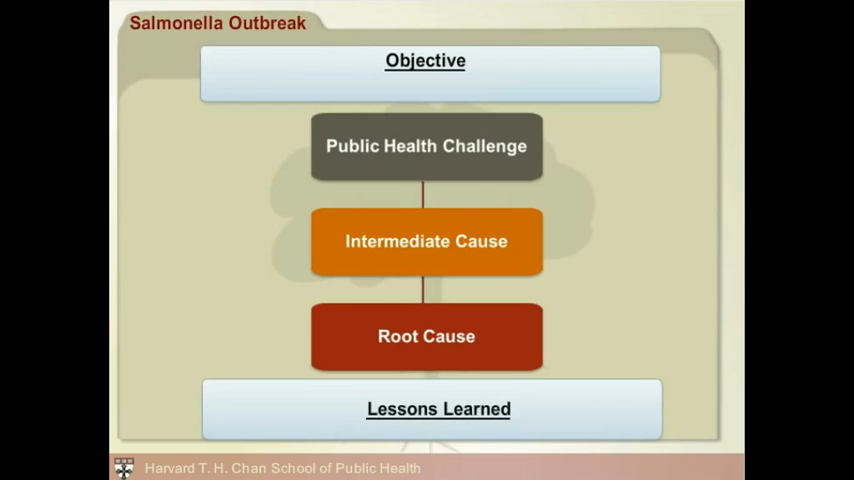 Salmonella Outbreak
Objective
Public Health Challenge
Intermediate Cause
Root Cause
Lessons Learned
Harvard T. H. Chan School of Public Health